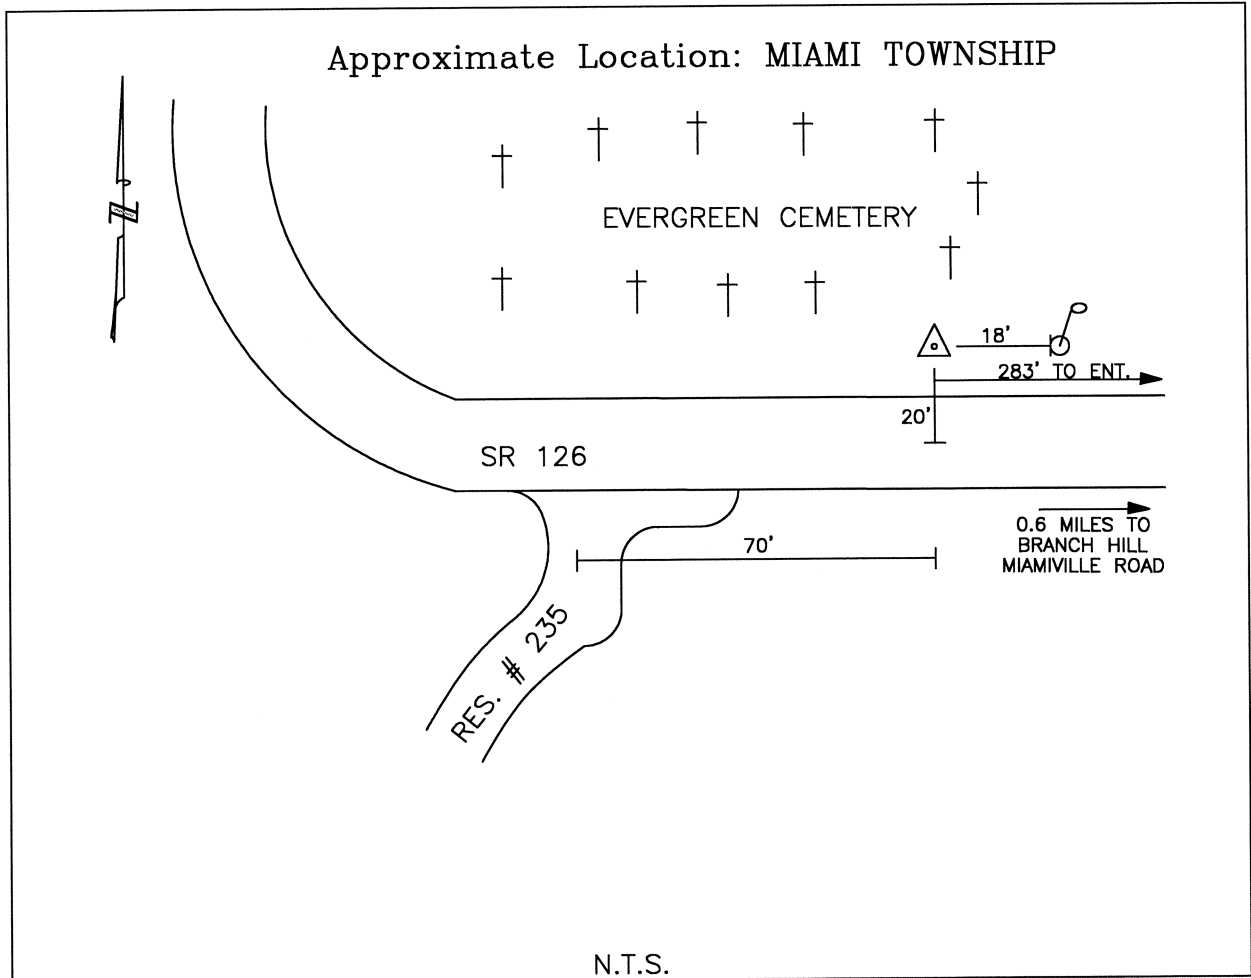 Approximate Location: MIAMI TOWNSHIP
N
EVERGREEN CEMETERY
18'
283' TO ENT.
20'
SR 126
0.6 MILES TO
BRANCH HILL
MIAMIVILLE ROAD
70'
RES. # 235
N.T.S.